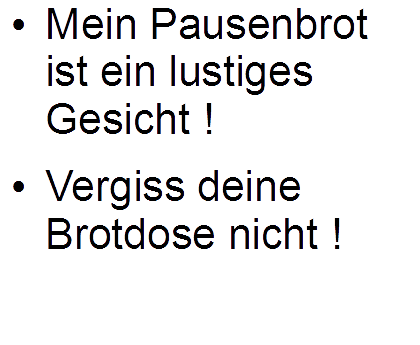 • Mein Pausenbrot
ist ein lustiges
Gesicht !
• Vergiss deine
Brotdose nicht !